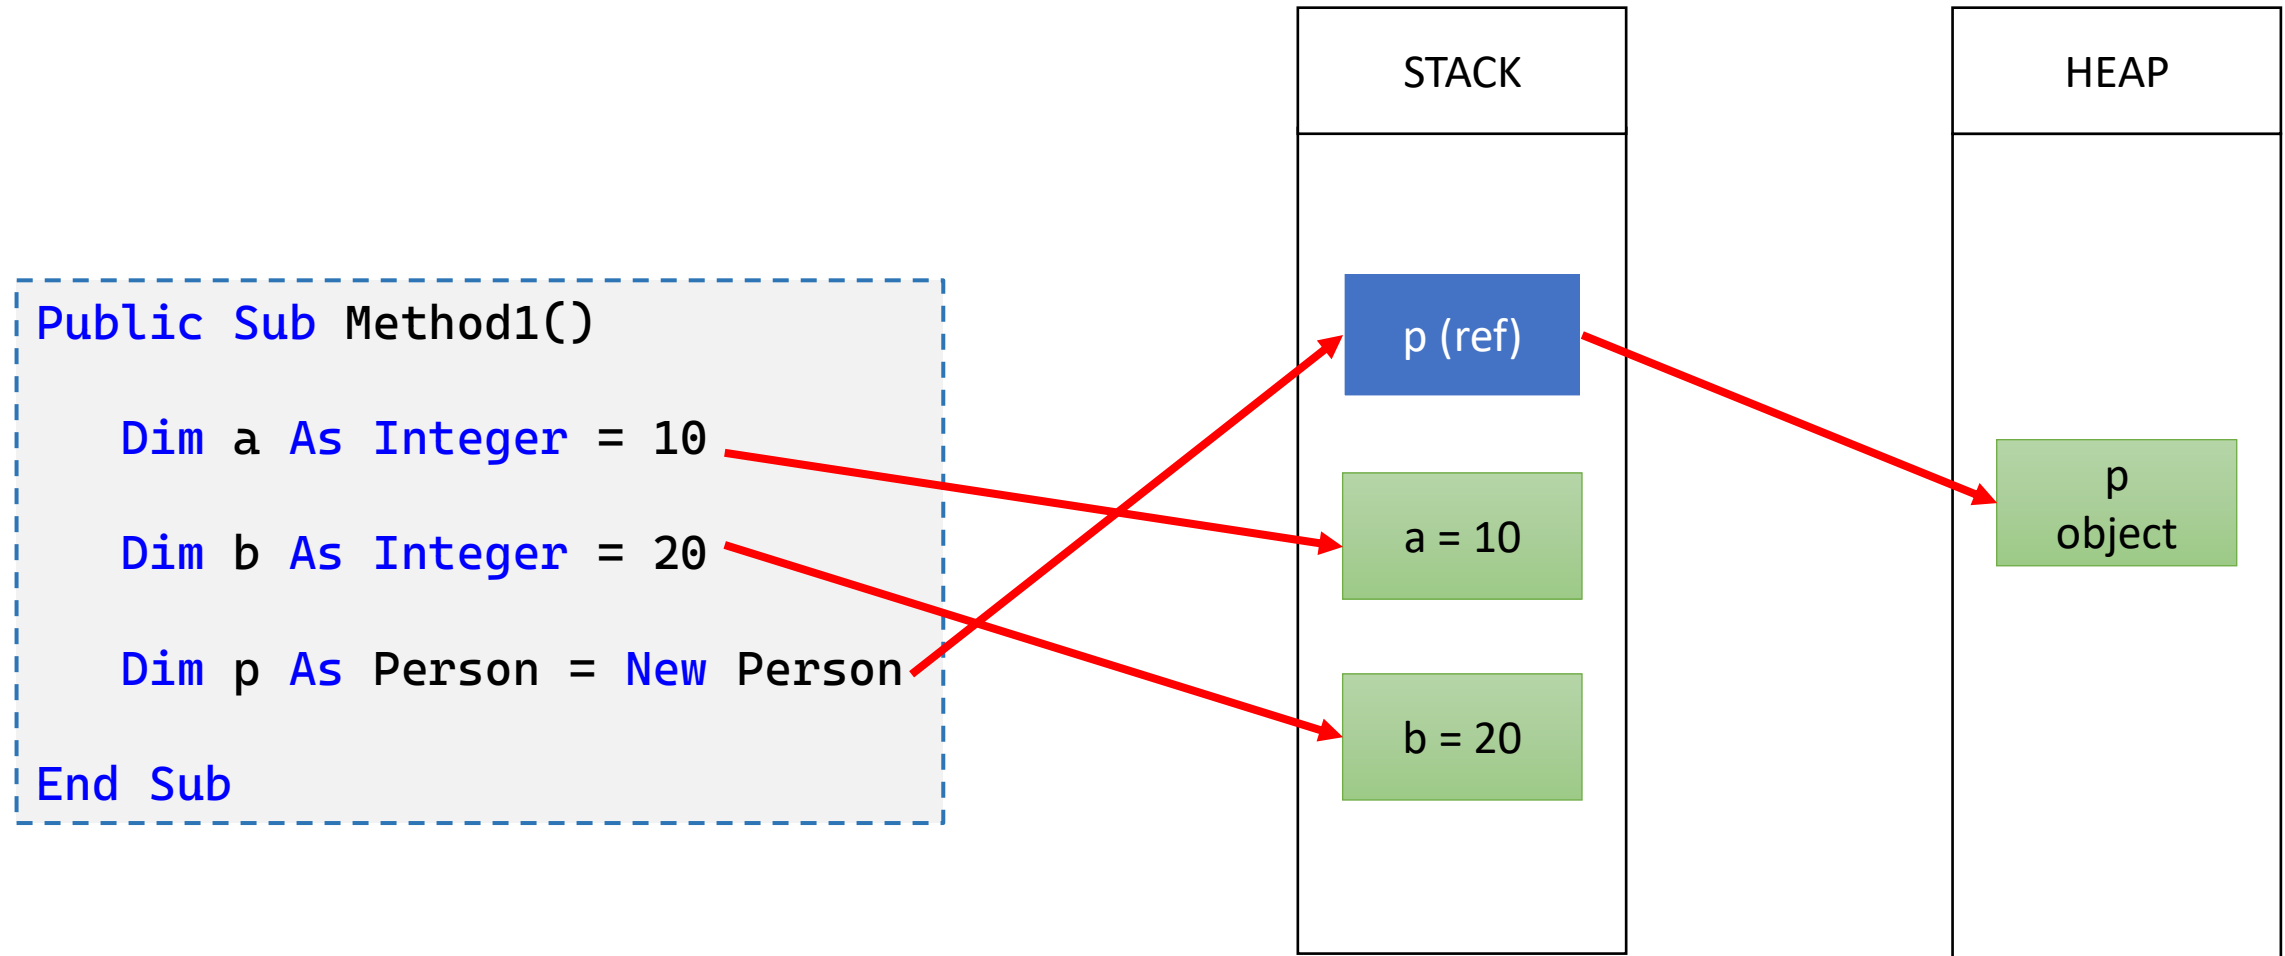 Public Sub Method1()
Dim a As Integer = 10
Dim b As Integer = 20
Dim p As Person = New Person
End Sub
STACK
p (ref)
a = 10
b = 20
HEAP
p
object